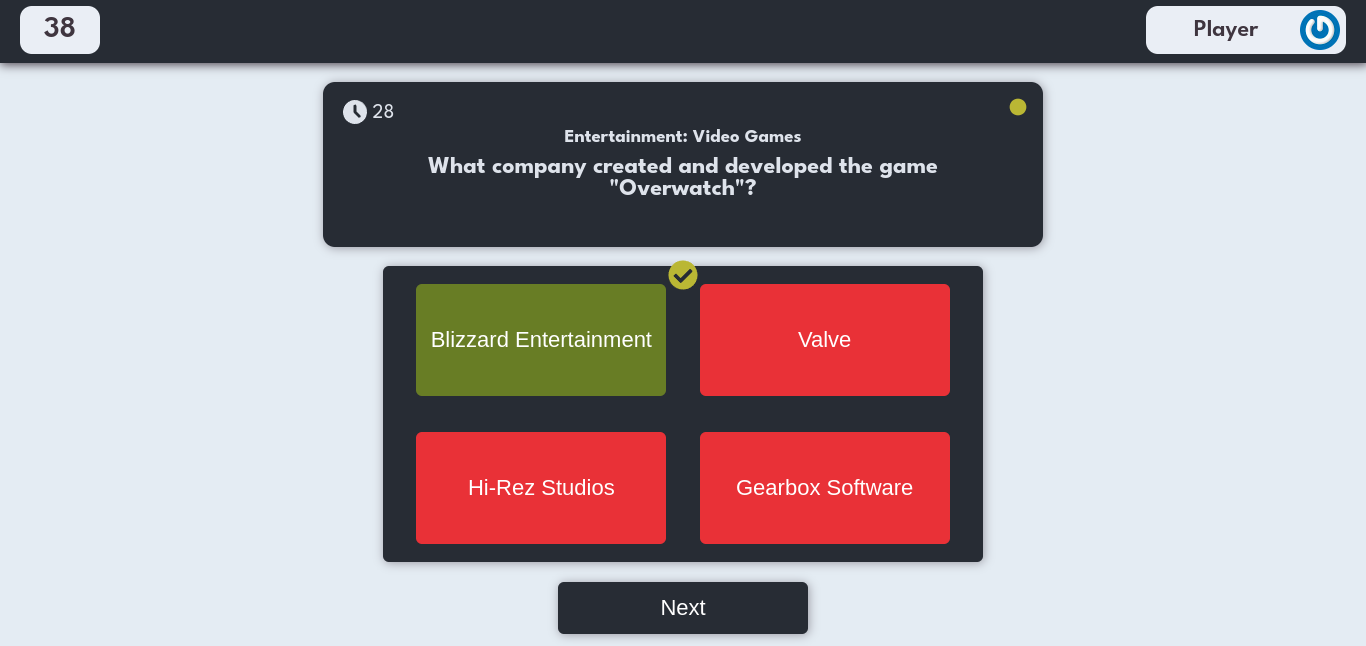 38
Player
28
Entertainment: Video Games
What company created and developed the game
"Overwatch"?
Blizzard Entertainment
Valve
Hi-Rez Studios
Gearbox Software
Next